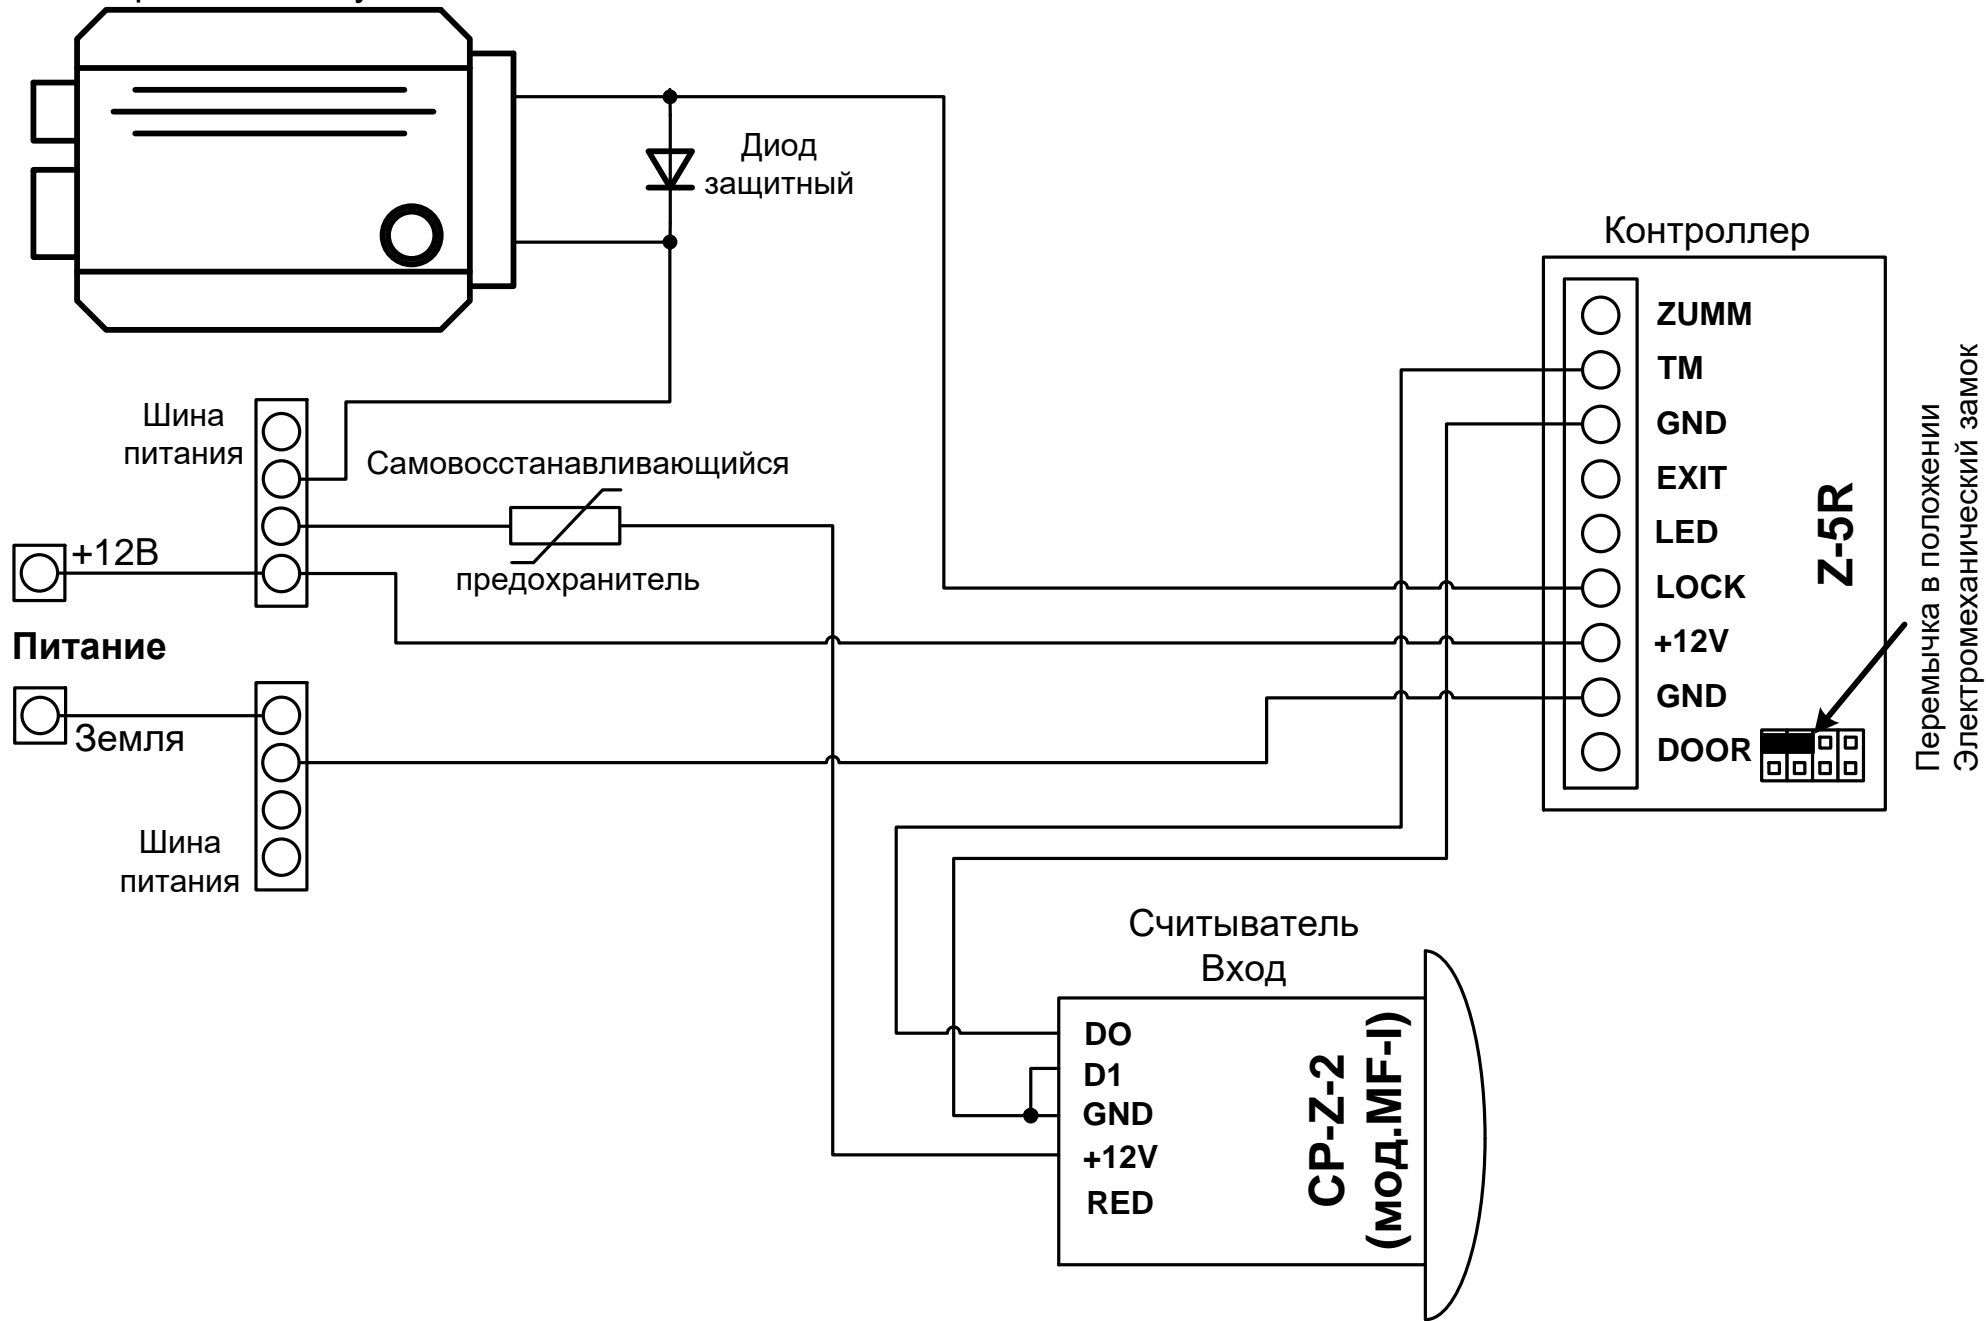 Диод
защитный
Контроллер
ZUMM
TM
GND
EXIT
LED
LOCK
+12V
GND
DOOR
Z-5R
Перемычка в положении
Электромеханический замок
Шина
питания
Самовосстанавливающийся
предохранитель
+12В
Питание
Земля
Шина
питания
Считыватель
Вход
DO
D1
GND
+12V
RED
CP-Z-2
(мод.MF-I)